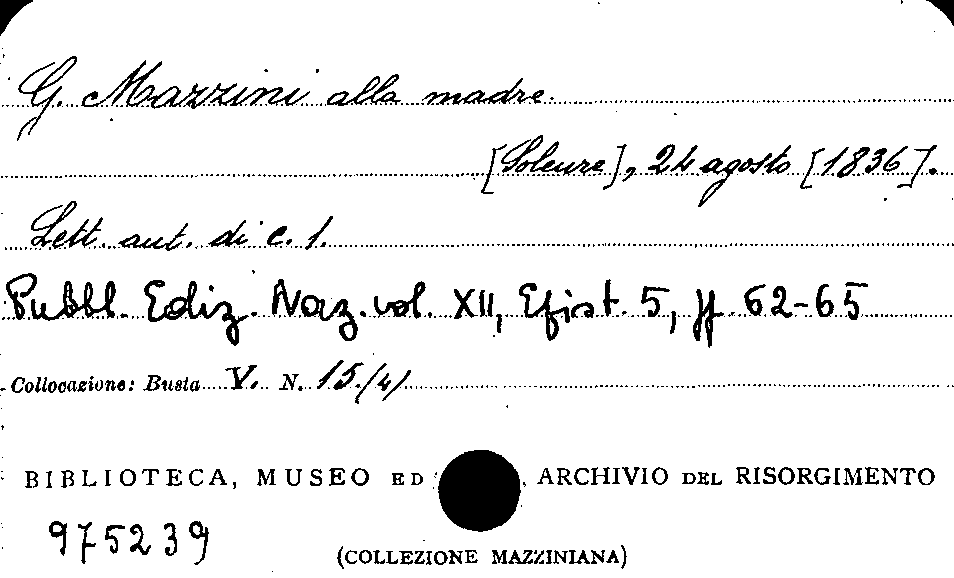 G. Mazzini alla madre.
[Soleure], 24 agosto [1836].
Lett. aut. di c. 1.
Pubbl. Ediz. Naz. vol. XII, Epist. 5, pp. 62-65
Collocazione: Busta V. N. 15/4/
BIBLIOTECA, MUSEO ED ARCHIVIO DEL RISORGIMENTO
975239
(COLLEZIONE MAZZINIANA)